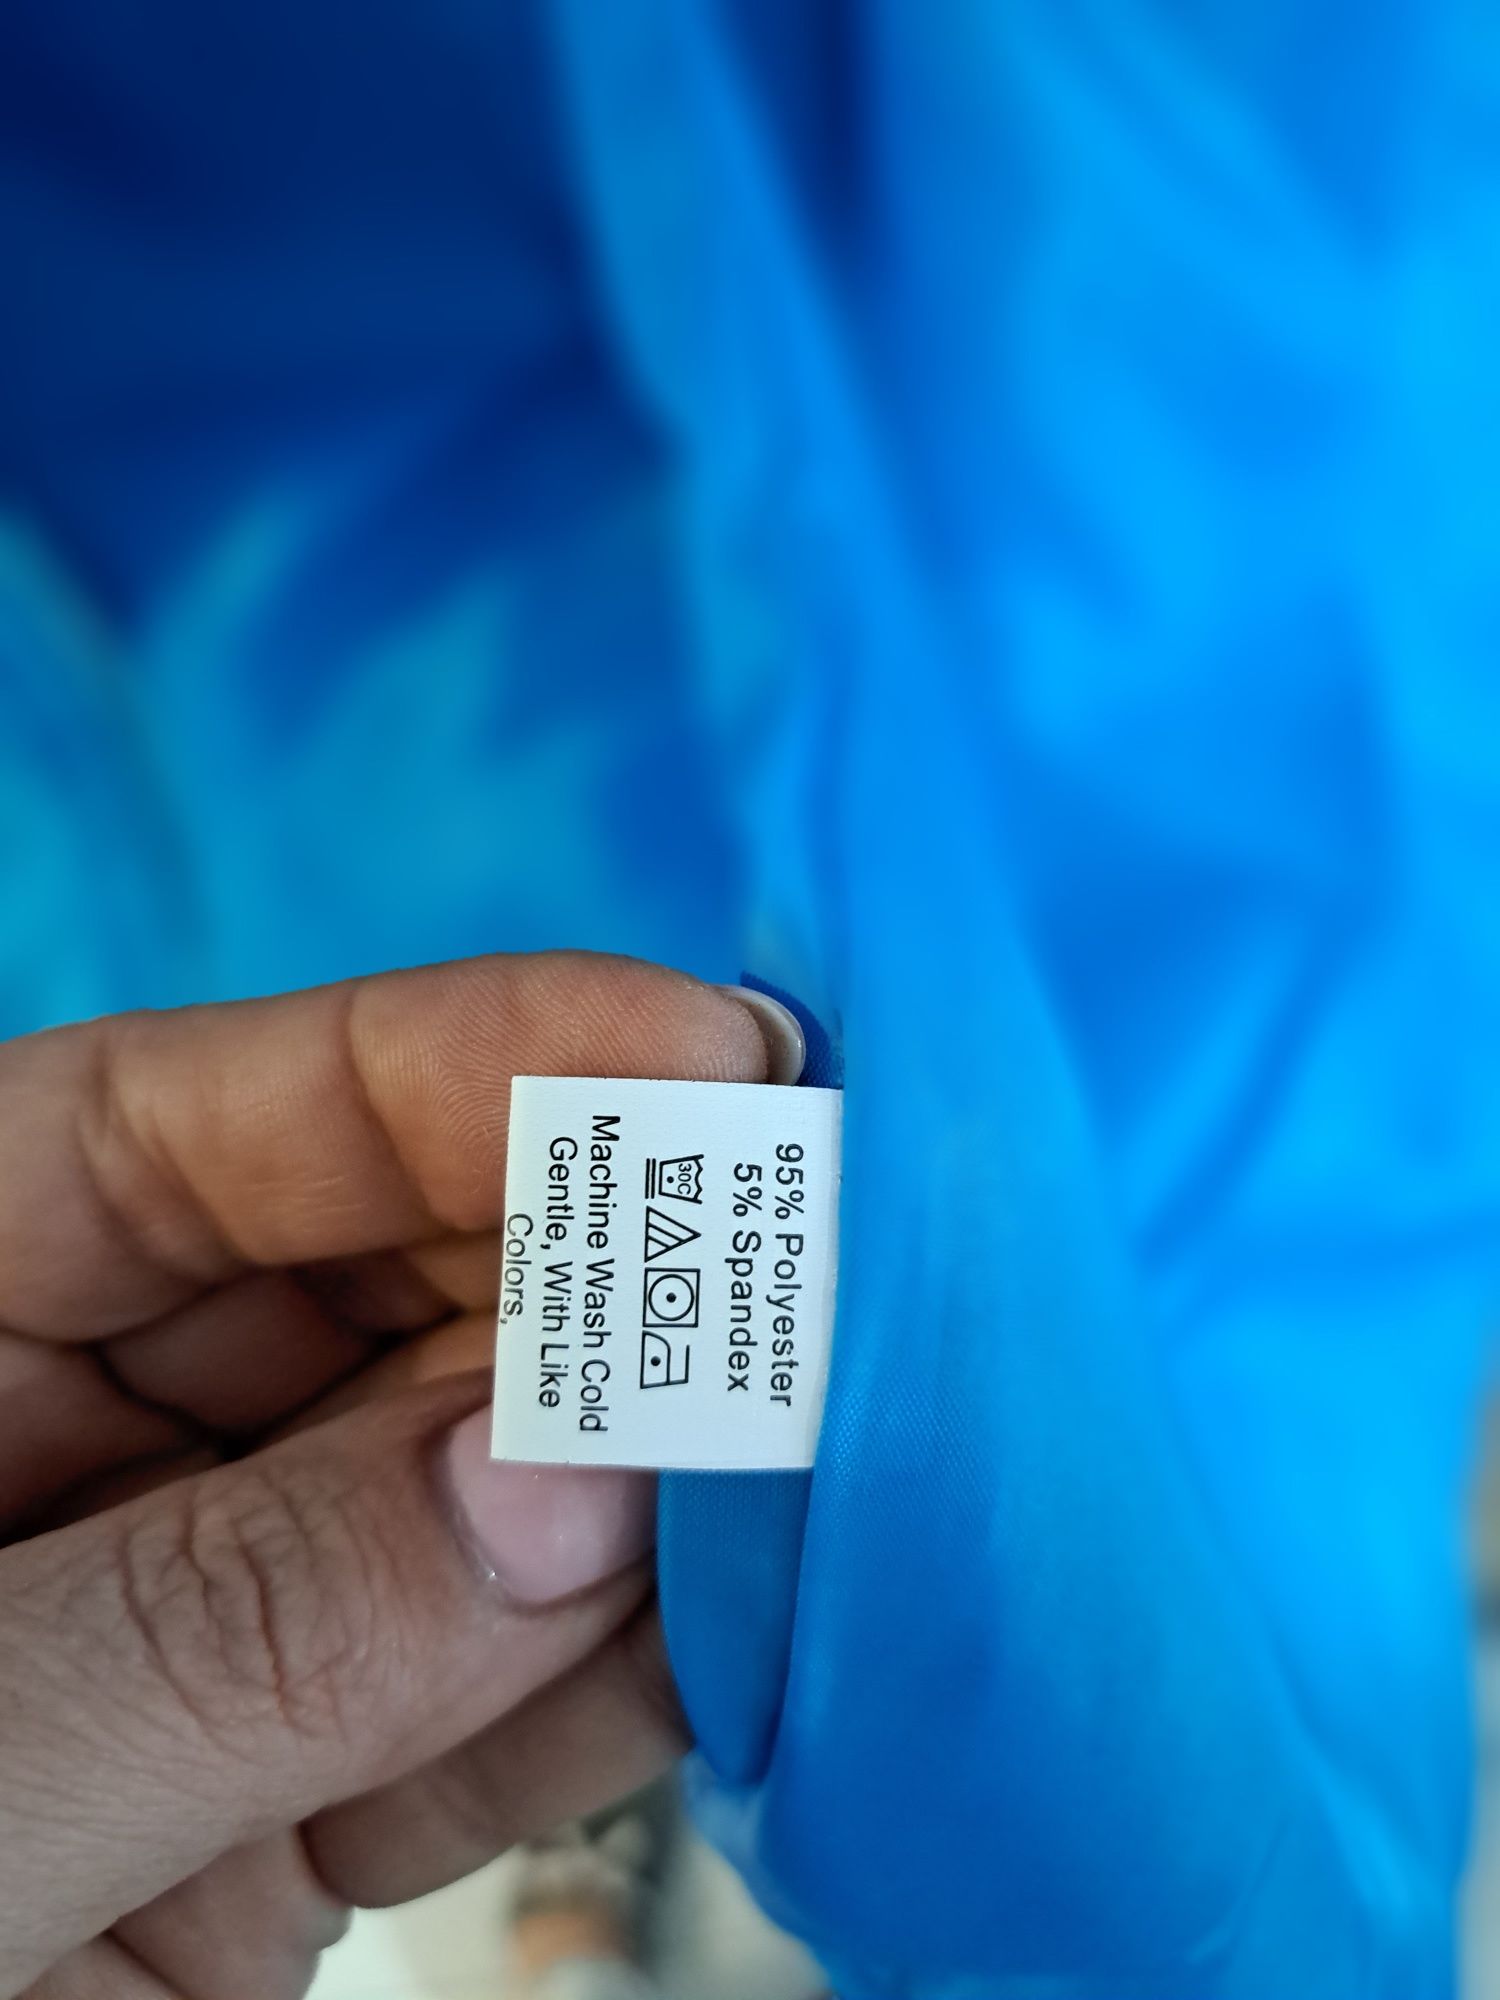 95% Polyester
5% Spandex
30C
Machine Wash Cold
Gentle, With Like
Colors,